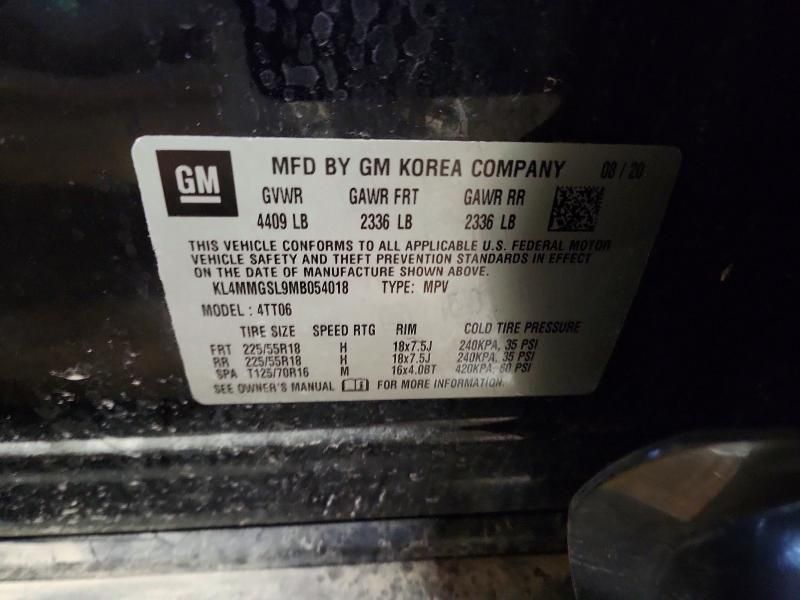 GM MFD BY GM KOREA COMPANY 08 / 20
GVWR GAWR FRT GAWR RR
4409 LB 2336 LB 2336 LB
THIS VEHICLE CONFORMS TO ALL APPLICABLE U.S. FEDERAL MOTOR
VEHICLE SAFETY AND THEFT PREVENTION STANDARDS IN EFFECT
ON THE DATE OF MANUFACTURE SHOWN ABOVE.
KL4MMGSL9MB054018 TYPE: MPV
MODEL : 4TT06
TIRE SIZE SPEED RTG RIM COLD TIRE PRESSURE
FRT 225/55R18 H 18x7.5J 240KPA, 35 PSI
RR 225/55R18 H 18x7.5J 240KPA, 35 PSI
SPA T125/70R16 M 16x4.0BT 420KPA, 60 PSI
SEE OWNER'S MANUAL FOR MORE INFORMATION.